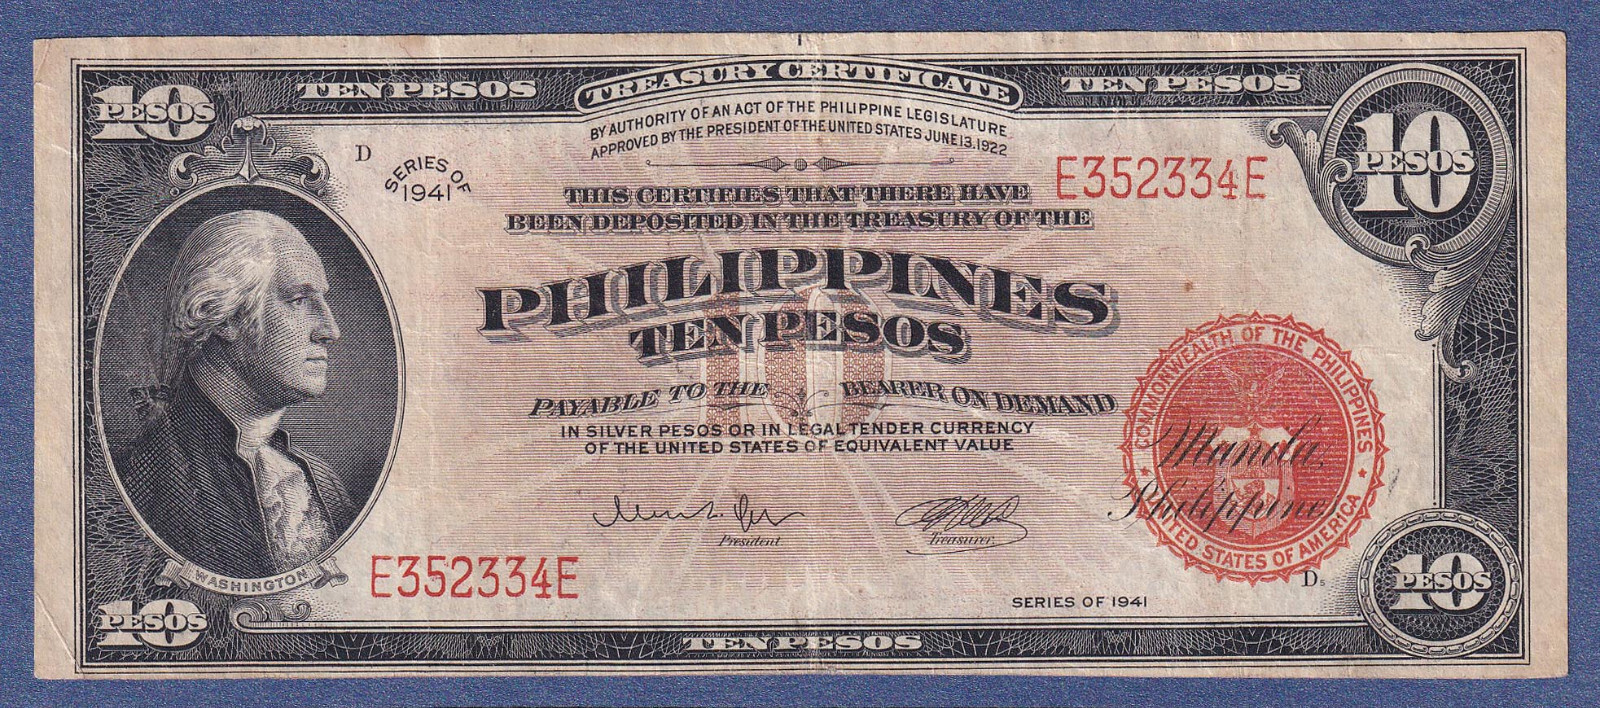 TREASURY CERTIFICATE
TEN PESOS
TEN PESOS
10 PESOS
10 PESOS
BY AUTHORITY OF AN ACT OF THE PHILIPPINE LEGISLATURE
APPROVED BY THE PRESIDENT OF THE UNITED STATES JUNE 13, 1922
D
SERIES OF
1941
E352334E
THIS CERTIFIES THAT THERE HAVE
BEEN DEPOSITED IN THE TREASURY OF THE
PHILIPPINES
TEN PESOS
10
PAYABLE TO THE BEARER ON DEMAND
IN SILVER PESOS OR IN LEGAL TENDER CURRENCY
OF THE UNITED STATES OF EQUIVALENT VALUE
COMMONWEALTH OF THE PHILIPPINES
UNITED STATES OF AMERICA
Manila,
Philippines
President.
Treasurer.
WASHINGTON
E352334E
D5
SERIES OF 1941
10 PESOS
10 PESOS
TEN PESOS